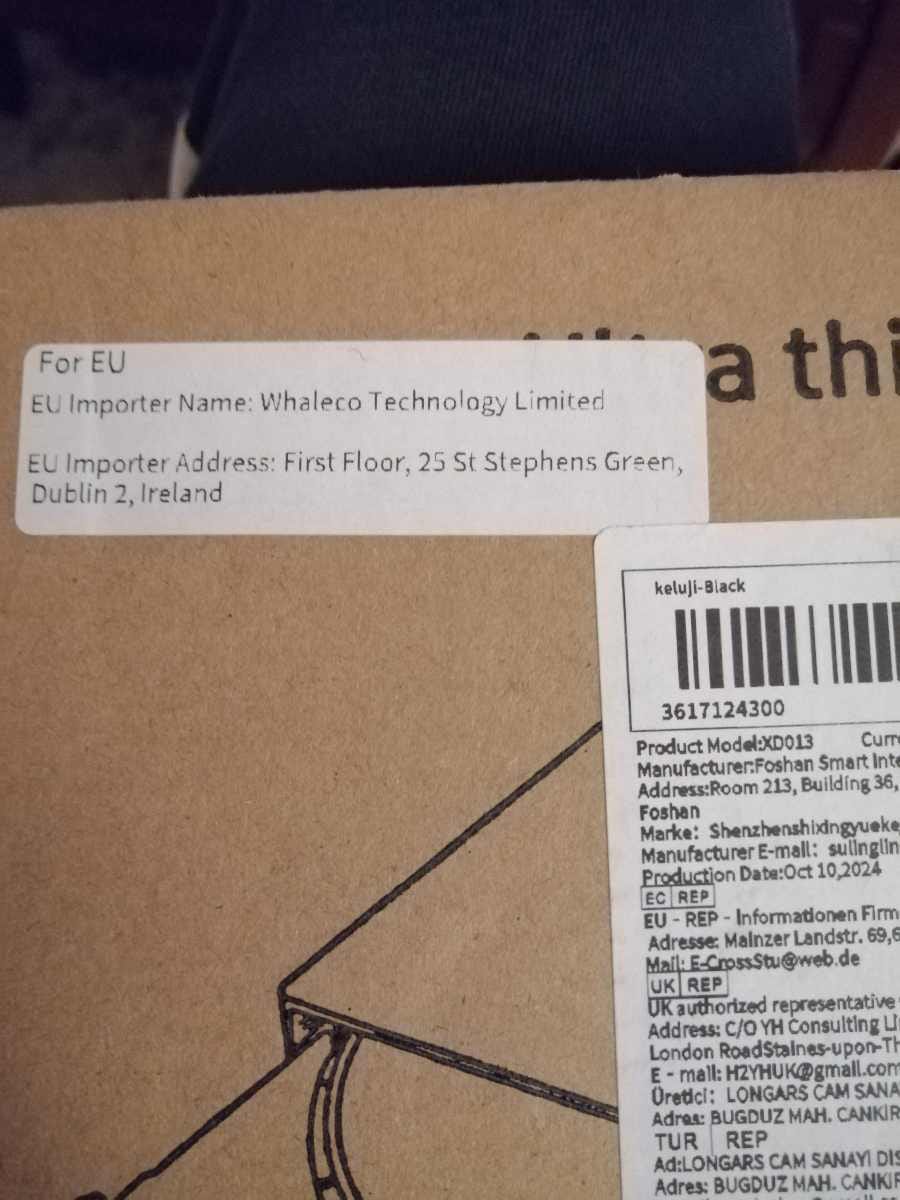 a thi
For EU
EU Importer Name: Whaleco Technology Limited
EU Importer Address: First Floor, 25 St Stephens Green,
Dublin 2, Ireland
keluji-Black
3617124300
Product Model:XD013 Curre
Manufacturer:Foshan Smart Inte
Address:Room 213, Building 36,
Foshan
Marke: Shenzhenshixingyueke
Manufacturer E-mail: sulinglin
Production Date:Oct 10,2024
EC REP
EU - REP - Informationen Firm
Adresse: Mainzer Landstr. 69,6
Mail: E-CrossStu@web.de
UK REP
UK authorized representative
Address: C/O YH Consulting Li
London RoadStaines-upon-Th
E - mail: H2YHUK@gmail.com
Üretici: LONGARS CAM SANA
Adres: BUGDUZ MAH. CANKIR
TUR REP
Ad:LONGARS CAM SANAYI DIS
Adres: BUGDUZ MAH. CANKIR